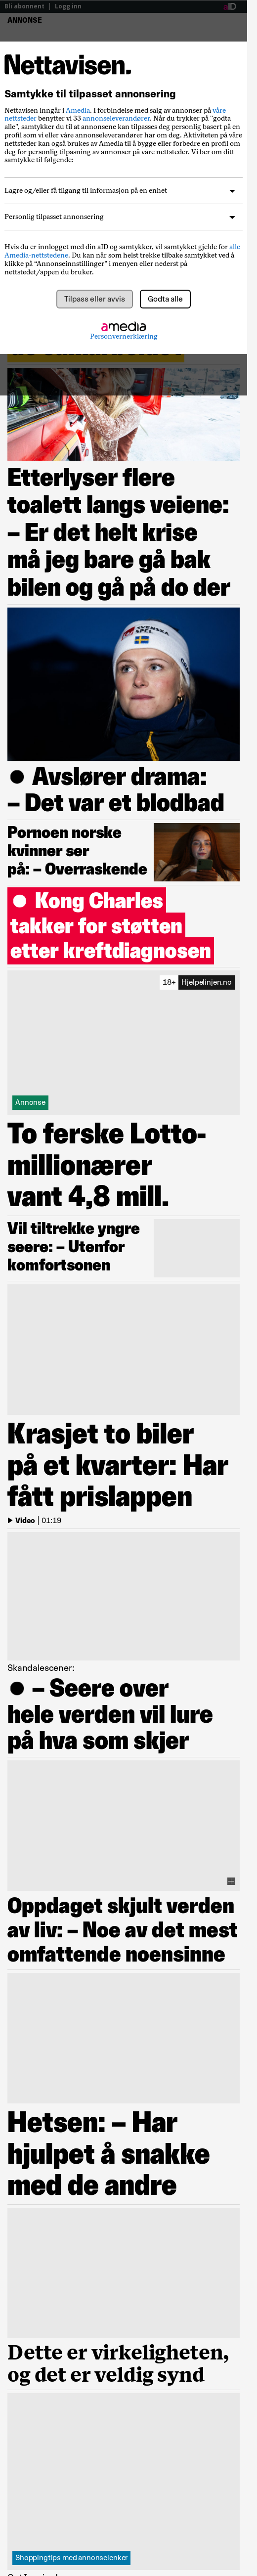 Bli abonnent | Logg inn
aID
ANNONSE
Nettavisen.
Samtykke til tilpasset annonsering
Nettavisen inngår i Amedia. I forbindelse med salg av annonser på våre
nettsteder benytter vi 33 annonseleverandører. Når du trykker på "godta
alle", samtykker du til at annonsene kan tilpasses deg personlig basert på en
profil som vi eller våre annonseleverandører har om deg. Aktiviteten på våre
nettsteder kan også brukes av Amedia til å bygge eller forbedre en profil om
deg for personlig tilpasning av annonser på våre nettsteder. Vi ber om ditt
samtykke til følgende:
Lagre og/eller få tilgang til informasjon på en enhet
Personlig tilpasset annonsering
Hvis du er innlogget med din aID og samtykker, vil samtykket gjelde for alle
Amedia-nettstedene. Du kan når som helst trekke tilbake samtykket ved å
klikke på “Annonseinnstillinger” i menyen eller nederst på
nettstedet/appen du bruker.
Tilpass eller avvis
Godta alle
amedia
Personvernerklæring
Etterlyser flere
toalett langs veiene:
– Er det helt krise
må jeg bare gå bak
bilen og gå på do der
SVENSKA
SPEL
Avslører drama:
– Det var et blodbad
Pornoen norske
kvinner ser
på: – Overraskende
Kong Charles
takker for støtten
etter kreftdiagnosen
18+ Hjelpelinjen.no
Annonse
To ferske Lotto-
millionærer
vant 4,8 mill.
Vil tiltrekke yngre
seere: – Utenfor
komfortsonen
Krasjet to biler
på et kvarter: Har
fått prislappen
Video | 01:19
Skandalescener:
– Seere over
hele verden vil lure
på hva som skjer
Oppdaget skjult verden
av liv: – Noe av det mest
omfattende noensinne
Hetsen: – Har
hjulpet å snakke
med de andre
Dette er virkeligheten,
og det er veldig synd
Shoppingtips med annonselenker